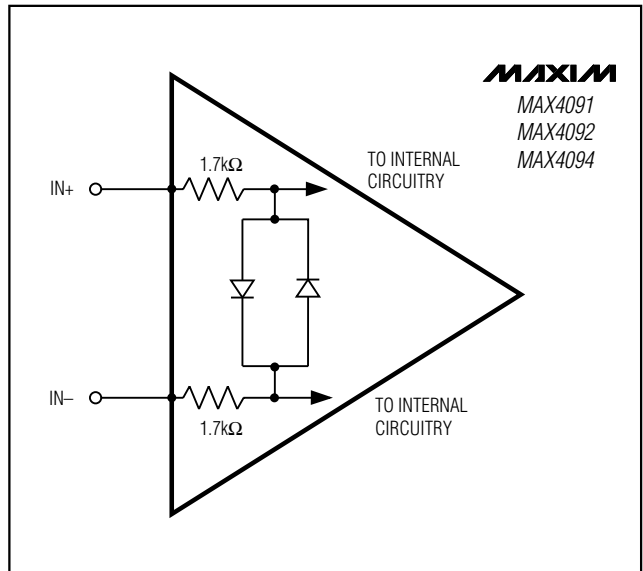 MAXIM
MAX4091
MAX4092
MAX4094
1.7kΩ
TO INTERNAL
CIRCUITRY
IN+
IN–
TO INTERNAL
CIRCUITRY
1.7kΩ